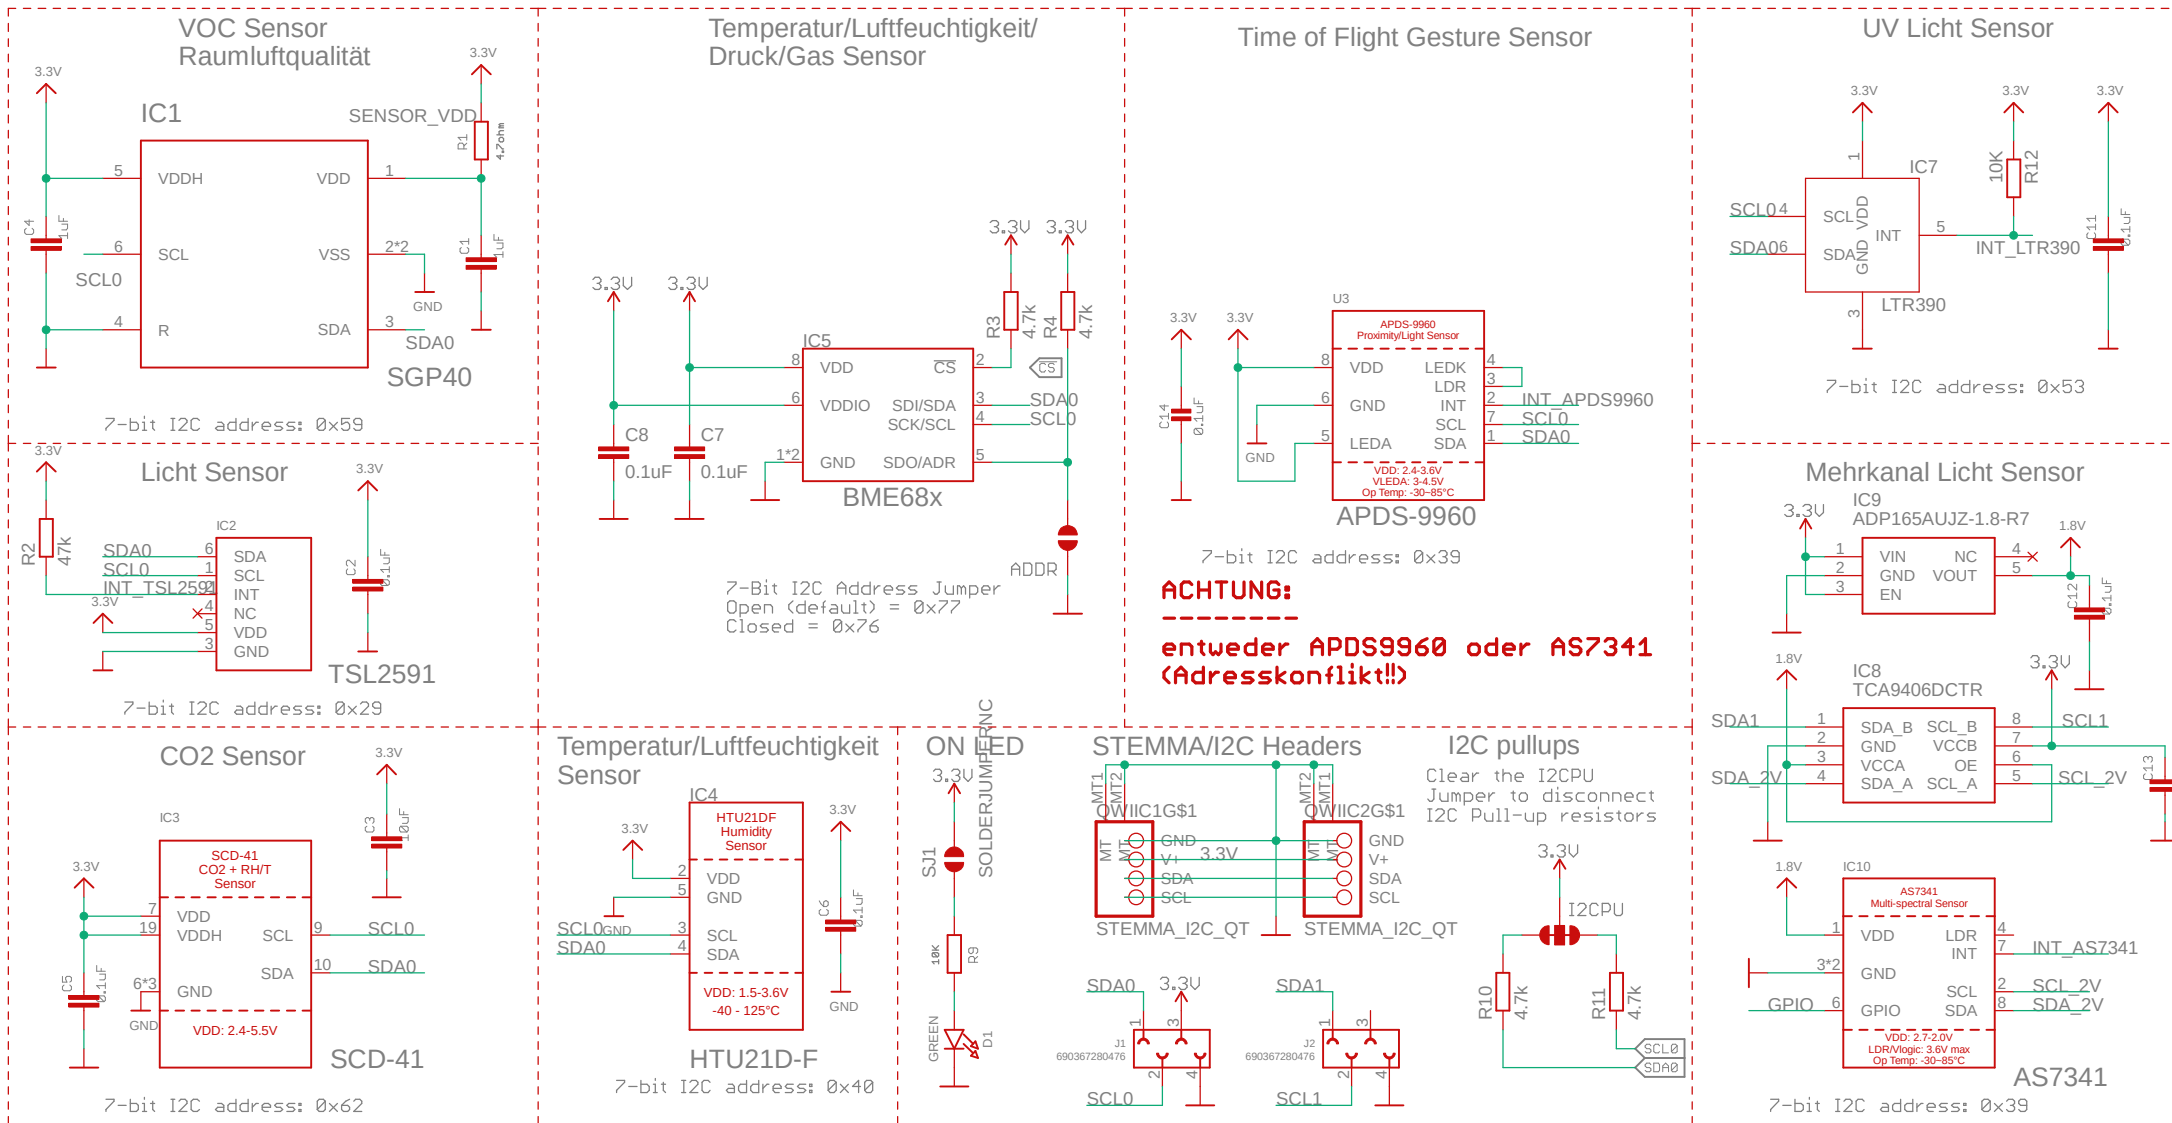 VOC Sensor
Raumluftqualität
3.3V
3.3V
IC1
SENSOR_VDD
R1
4.7ohm
5
VDDH
VDD
1
C4
1uF
6
SCL
VSS
2*2
C1
1uF
SCL0
GND
4
R
SDA
3
SDA0
SGP40
7-bit I2C address: 0x59
Licht Sensor
3.3V
3.3V
R2
47k
IC2
SDA0
6
SDA
SCL0
1
SCL
INT_TSL2591
2
INT
3.3V
4
NC
5
VDD
3
GND
C2
0.1uF
TSL2591
7-bit I2C address: 0x29
CO2 Sensor
3.3V
IC3
C3
10uF
SCD-41
CO2 + RH/T
Sensor
3.3V
7
VDD
19
VDDH
SCL
9
SCL0
SDA
10
SDA0
C5
0.1uF
6*3
GND
GND
VDD: 2.4-5.5V
SCD-41
7-bit I2C address: 0x62
Temperatur/Luftfeuchtigkeit/
Druck/Gas Sensor
3.3V
3.3V
3.3V
3.3V
R3
4.7k
R4
4.7k
IC5
8
VDD
CS
2
CS
6
VDDIO
SDI/SDA
3
SDA0
SCK/SCL
4
SCL0
C8
0.1uF
C7
0.1uF
1*2
GND
SDO/ADR
5
BME68x
ADDR
7-Bit I2C Address Jumper
Open (default) = 0x77
Closed = 0x76
Temperatur/Luftfeuchtigkeit
Sensor
IC4
HTU21DF
Humidity
Sensor
3.3V
3.3V
2
VDD
5
GND
GND
SCL0
3
SCL
SDA0
4
SDA
C6
0.1uF
GND
VDD: 1.5-3.6V
-40 - 125°C
HTU21D-F
7-bit I2C address: 0x40
ON LED
3.3V
SJ1
SOLDERJUMPERNC
10K
R9
GREEN
D1
Time of Flight Gesture Sensor
3.3V
3.3V
U3
APDS-9960
Proximity/Light Sensor
8
VDD
LEDK
4
LDR
3
6
GND
INT
2
INT_APDS9960
SCL
7
SCL0
5
LEDA
SDA
1
SDA0
C14
0.1uF
GND
VDD: 2.4-3.6V
VLEDA: 3-4.5V
Op Temp: -30~85°C
APDS-9960
7-bit I2C address: 0x39
ACHTUNG:
--------
entweder APDS9960 oder AS7341
(Adresskonflikt!!)
STEMMA/I2C Headers
MT1
MT2
MT2
MT1
QWIIC1G$1
QWIIC2G$1
MT
MT
MT
MT
GND
GND
V+
3.3V
V+
SDA
SDA
SCL
SCL
STEMMA_I2C_QT
STEMMA_I2C_QT
SDA0
3.3V
SDA1
1
3
1
3
J1
690367280476
J2
690367280476
2
4
2
4
SCL0
SCL1
I2C pullups
Clear the I2CPU
Jumper to disconnect
I2C Pull-up resistors
3.3V
I2CPU
R10
4.7k
R11
4.7k
SCL0
SDA0
UV Licht Sensor
3.3V
3.3V
3.3V
1
10K
R12
IC7
SCL0
4
SCL
VDD
SDA0
6
SDA
GND
INT
5
INT_LTR390
C11
0.1uF
3
LTR390
7-bit I2C address: 0x53
Mehrkanal Licht Sensor
IC9
ADP165AUJZ-1.8-R7
3.3V
1.8V
1
VIN
NC
4
2
GND
VOUT
5
3
EN
C12
0.1uF
1.8V
IC8
TCA9406DCTR
3.3V
SDA1
1
SDA_B
SCL_B
8
SCL1
2
GND
VCCB
7
3
VCCA
OE
6
SDA_2V
4
SDA_A
SCL_A
5
SCL_2V
C13
1.8V
IC10
AS7341
Multi-spectral Sensor
1
VDD
LDR
4
INT
7
INT_AS7341
3*2
GND
SCL
2
SCL_2V
GPIO
6
GPIO
SDA
8
SDA_2V
VDD: 2.7-2.0V
LDR/Vlogic: 3.6V max
Op Temp: -30~85°C
AS7341
7-bit I2C address: 0x39